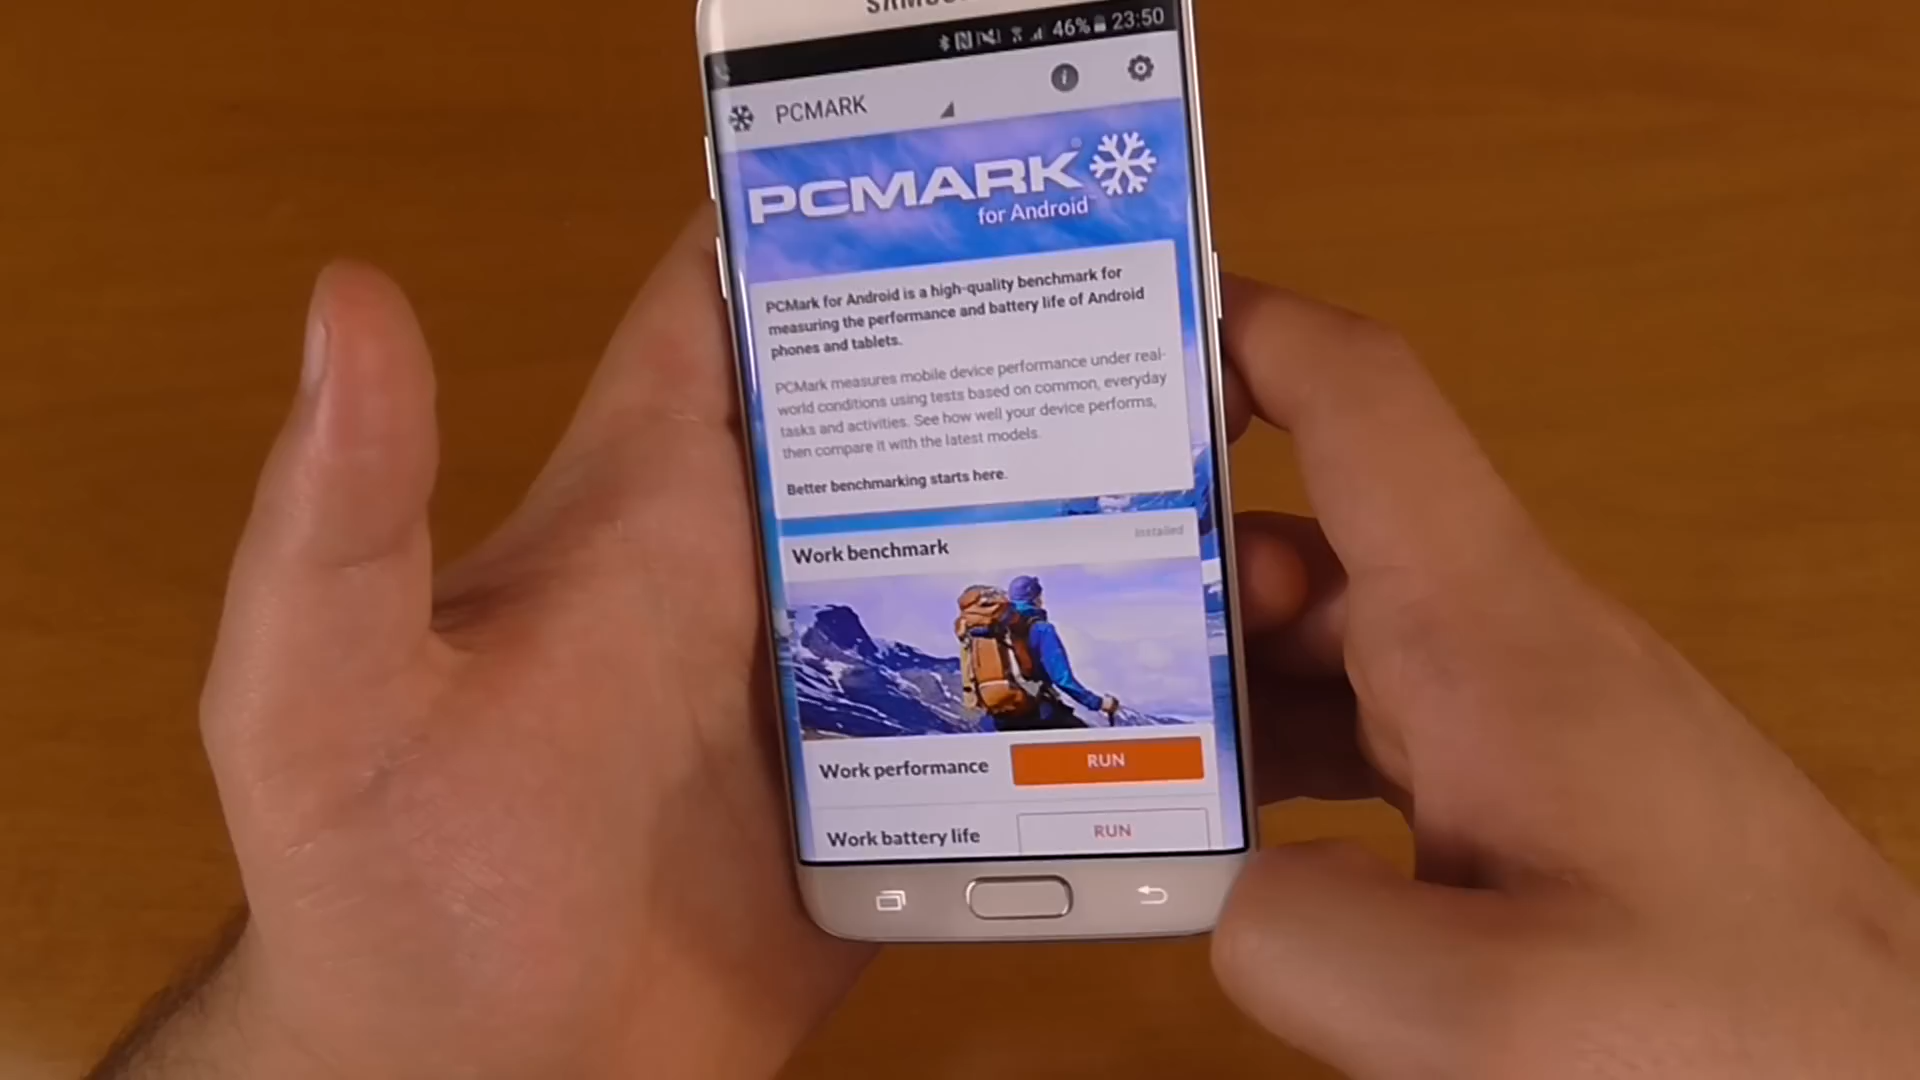 SAMSUNG
46% 23:50
PCMARK
PCMARK®
for Android™
PCMark for Android is a high-quality benchmark for
measuring the performance and battery life of Android
phones and tablets.
PCMark measures mobile device performance under real-
world conditions using tests based on common, everyday
tasks and activities. See how well your device performs,
then compare it with the latest models.
Better benchmarking starts here.
Work benchmark
Installed
Work performance
RUN
Work battery life
RUN